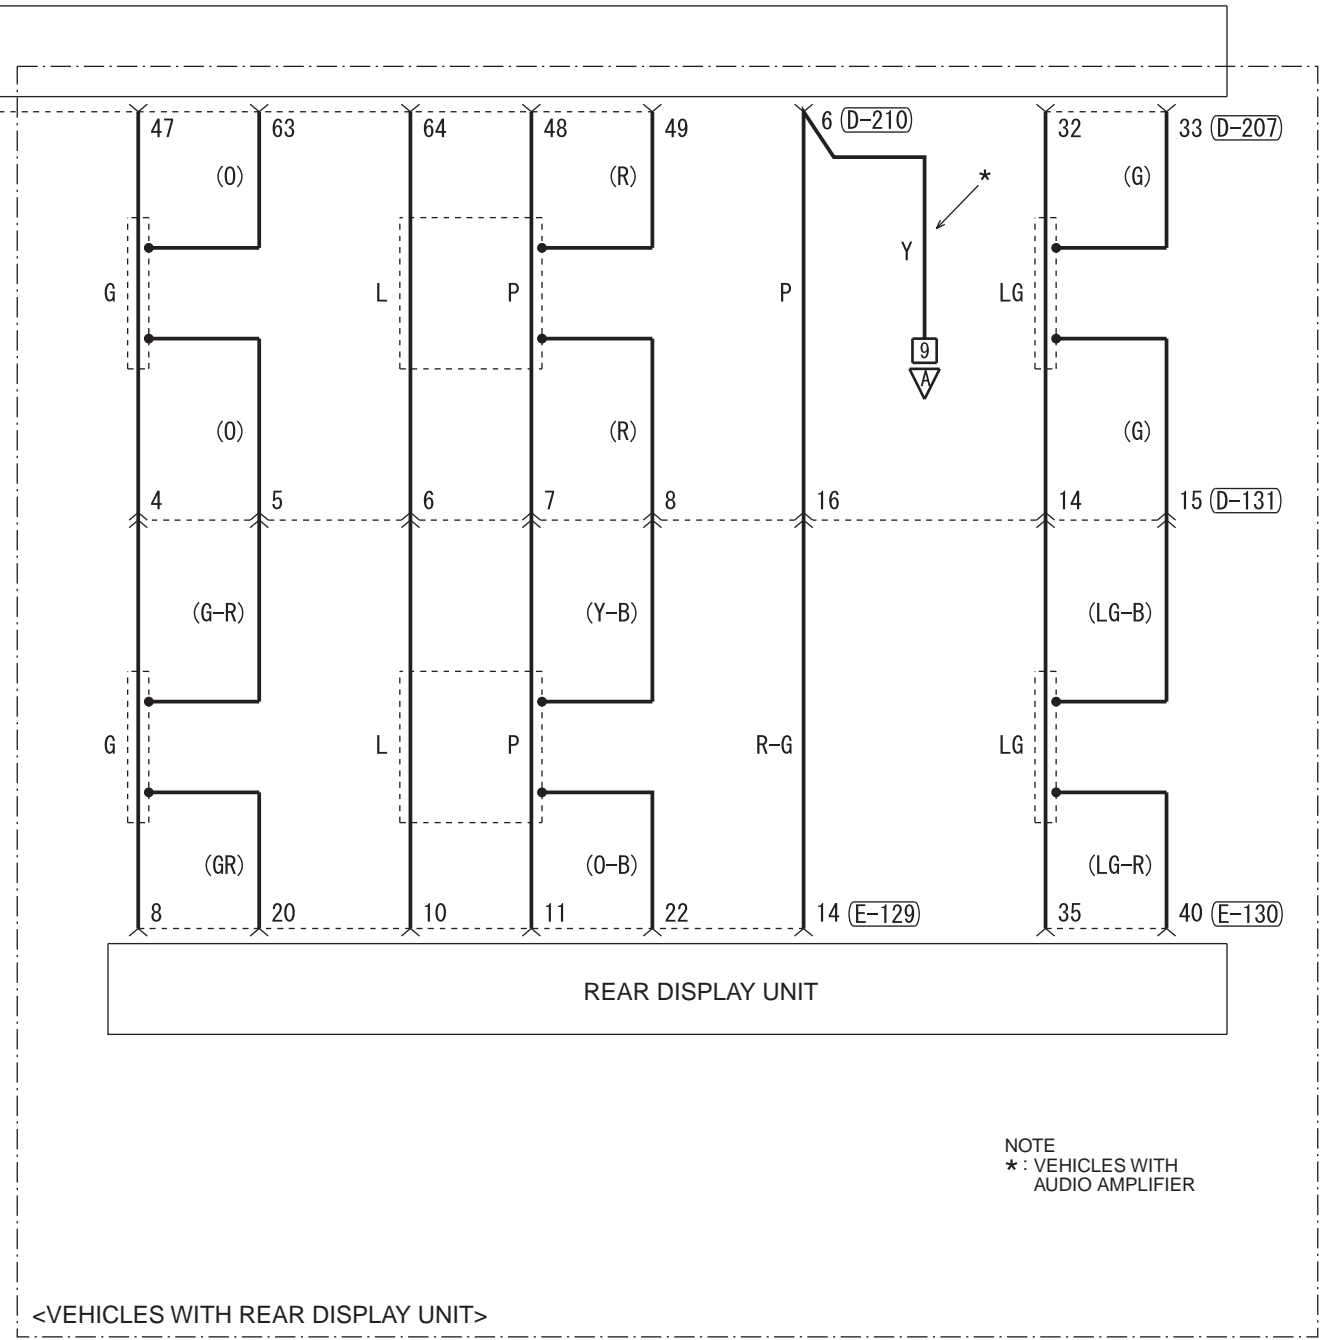 47 63 64 48 49 6 D-210 32 33 D-207
(O) (R) (G)
*
Y
G L P P LG
9
A
(O) (R) (G)
4 5 6 7 8 16 14 15 D-131
(G-R) (Y-B) (LG-B)
G L P R-G LG
(GR) (O-B) (LG-R)
8 20 10 11 22 14 E-129 35 40 E-130
REAR DISPLAY UNIT
NOTE
* : VEHICLES WITH
AUDIO AMPLIFIER
<VEHICLES WITH REAR DISPLAY UNIT>